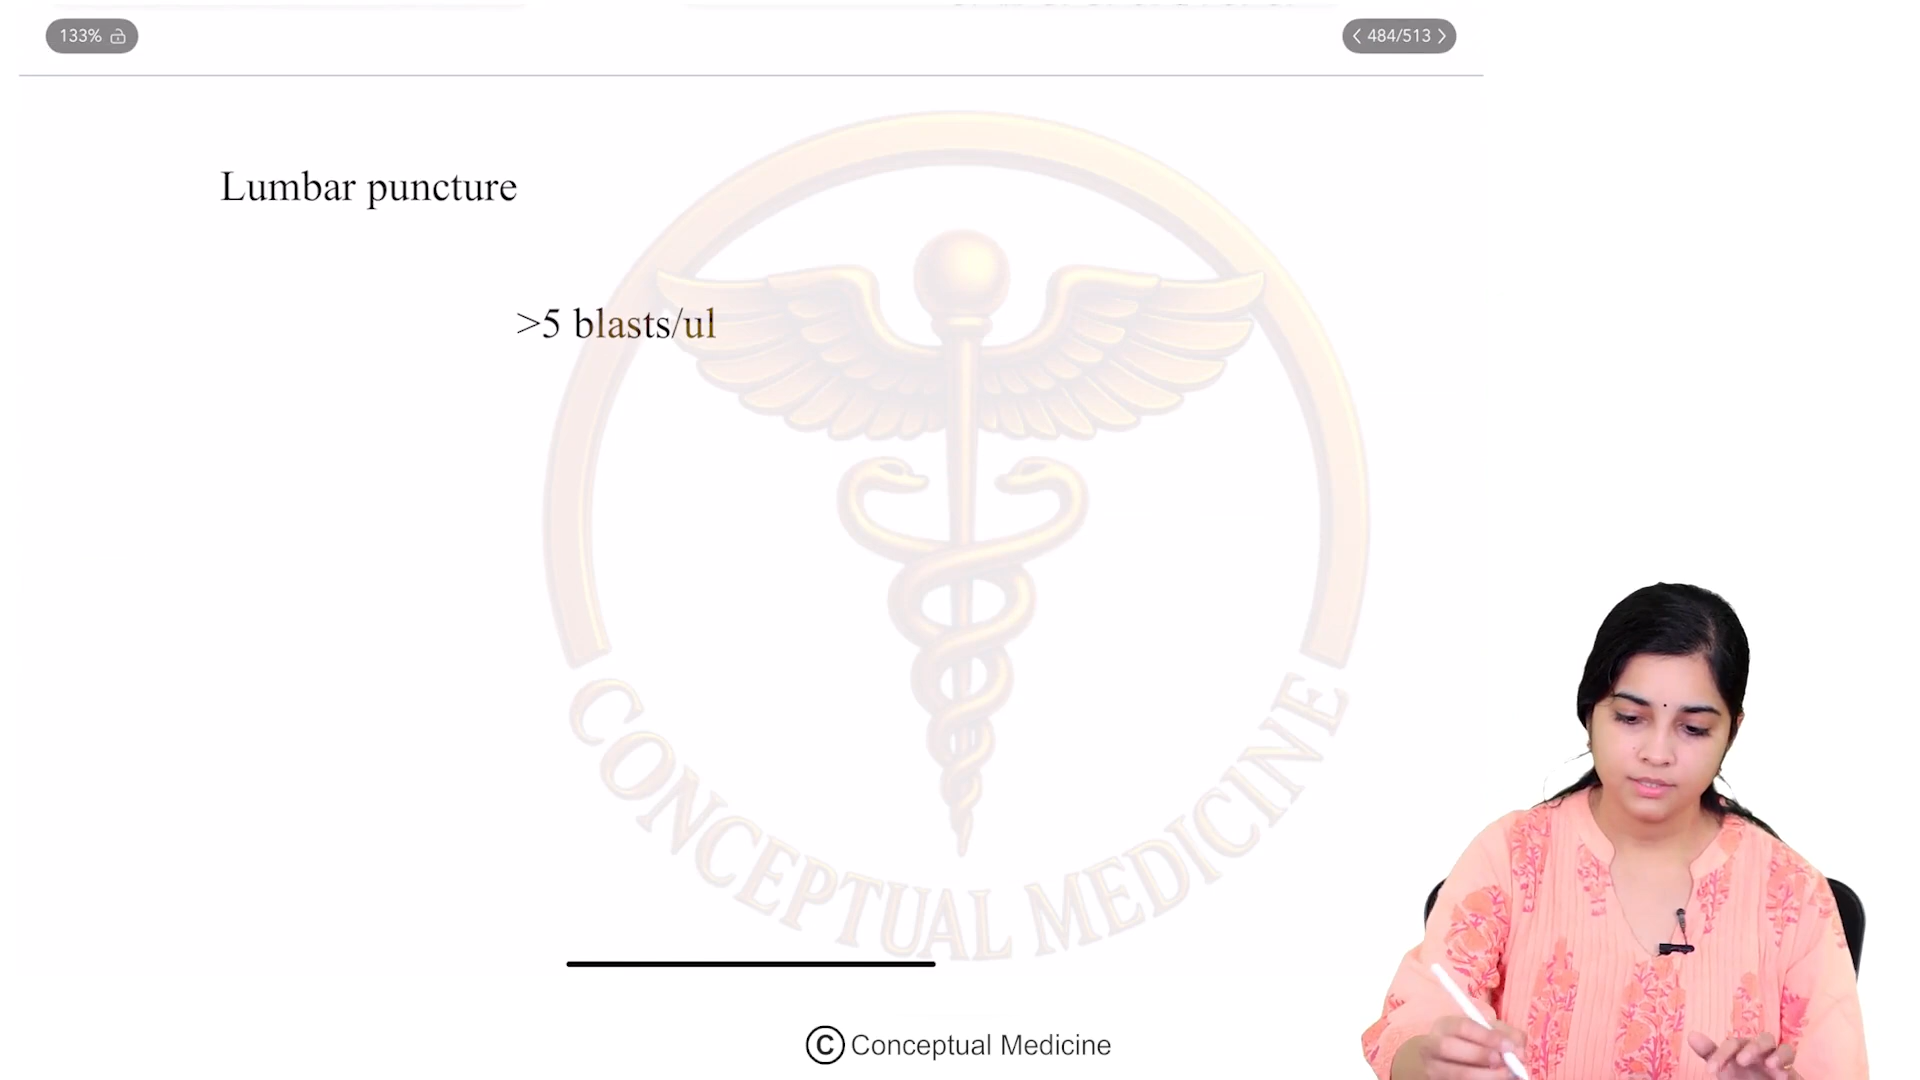 133%
< 484/513 >
Lumbar puncture
>5 blasts/ul
CONCEPTUAL MEDICINE
© Conceptual Medicine